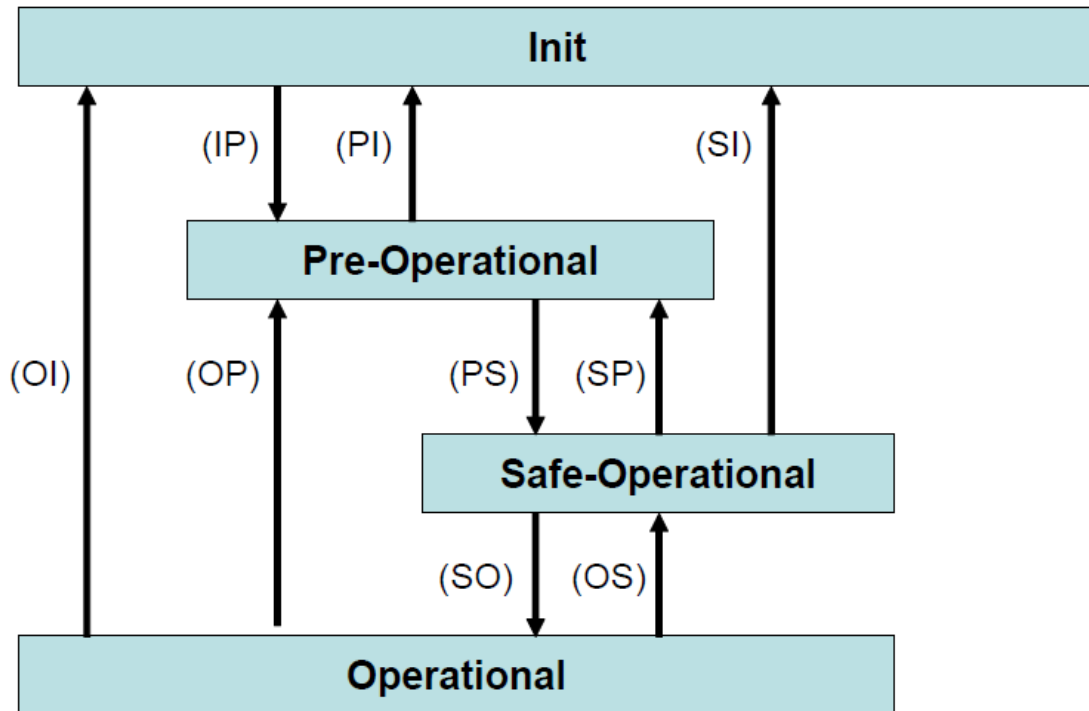 Init
(IP)
(PI)
(SI)
Pre-Operational
(OI)
(OP)
(PS)
(SP)
Safe-Operational
(SO)
(OS)
Operational